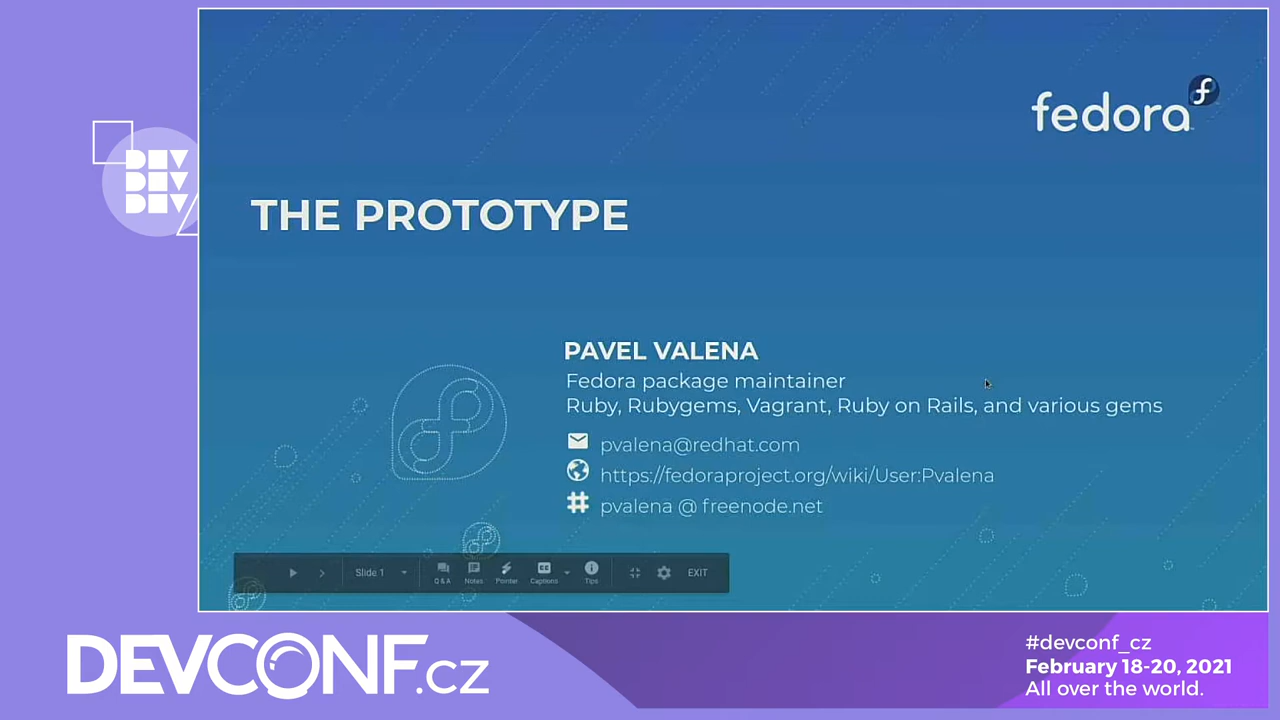 DEV
DEV
DEV
fedora
THE PROTOTYPE
PAVEL VALENA
Fedora package maintainer
Ruby, Rubygems, Vagrant, Ruby on Rails, and various gems
pvalena@redhat.com
https://fedoraproject.org/wiki/User:Pvalena
# pvalena @ freenode.net
Slide 1
Q & A
Notes
Pointer
CC
Captions
Tips
EXIT
DEVCONF.cz
#devconf_cz
February 18-20, 2021
All over the world.